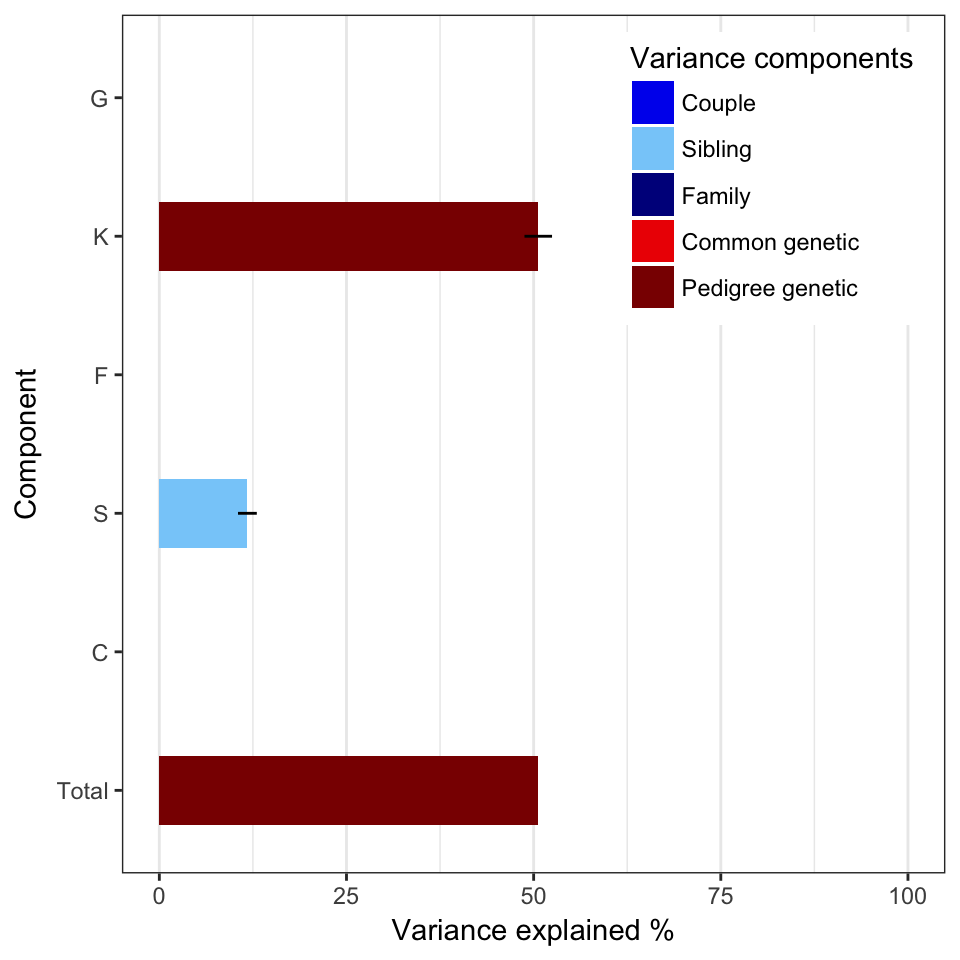 Variance components
Couple
Sibling
Family
Common genetic
Pedigree genetic
G
K
F
S
C
Total
Component
0 25 50 75 100
Variance explained %